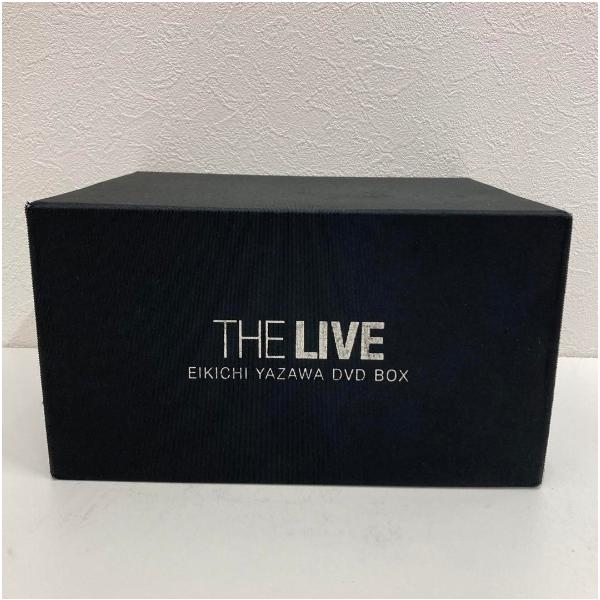 THE LIVE
EIKICHI YAZAWA DVD BOX